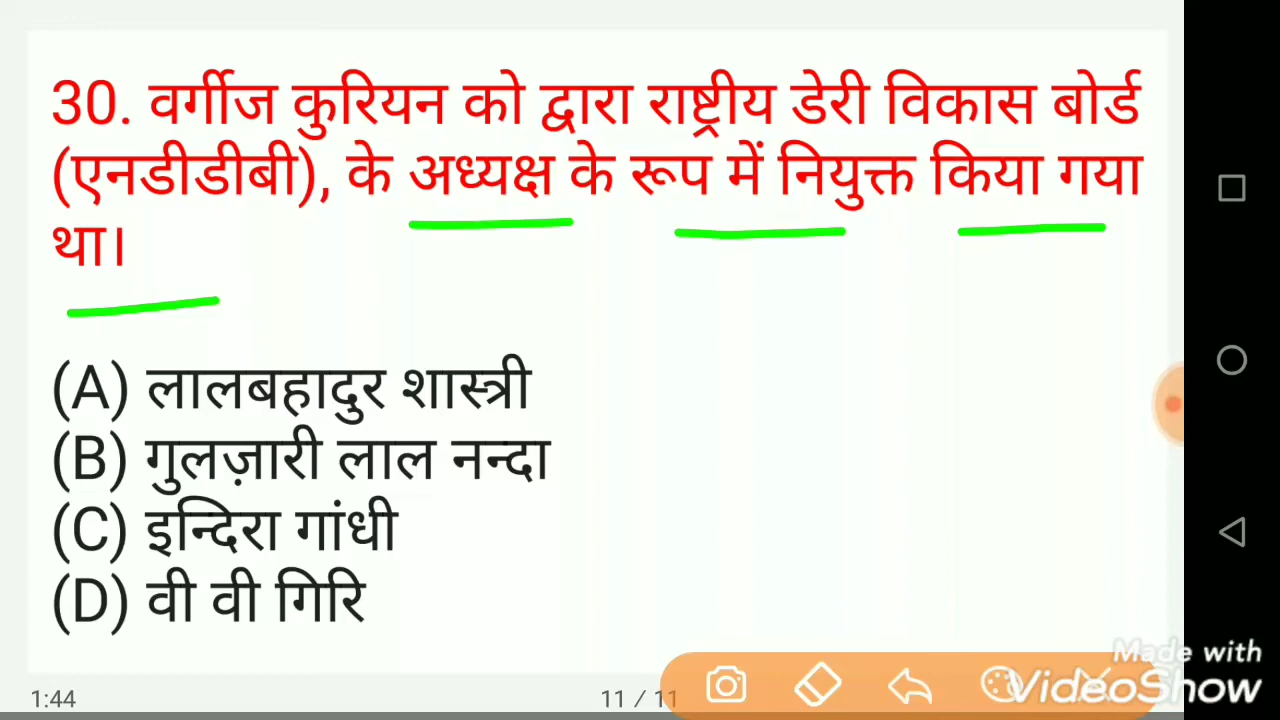 30. वर्गीज कुरियन को द्वारा राष्ट्रीय डेरी विकास बोर्ड
(एनडीडीबी), के अध्यक्ष के रूप में नियुक्त किया गया
था।
(A) लालबहादुर शास्त्री
(B) गुलज़ारी लाल नन्दा
(C) इन्दिरा गांधी
(D) वी वी गिरि
1:44
11 / 11
Made with
VideoShow